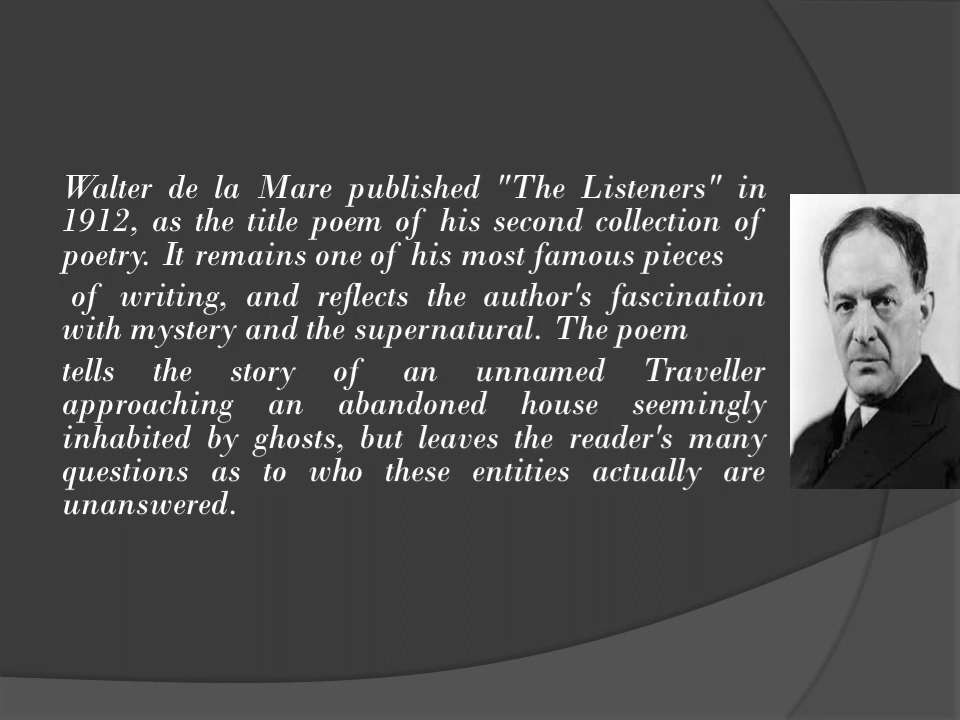 Walter de la Mare published "The Listeners" in
1912, as the title poem of his second collection of
poetry. It remains one of his most famous pieces
of writing, and reflects the author's fascination
with mystery and the supernatural. The poem
tells the story of an unnamed Traveller
approaching an abandoned house seemingly
inhabited by ghosts, but leaves the reader's many
questions as to who these entities actually are
unanswered.